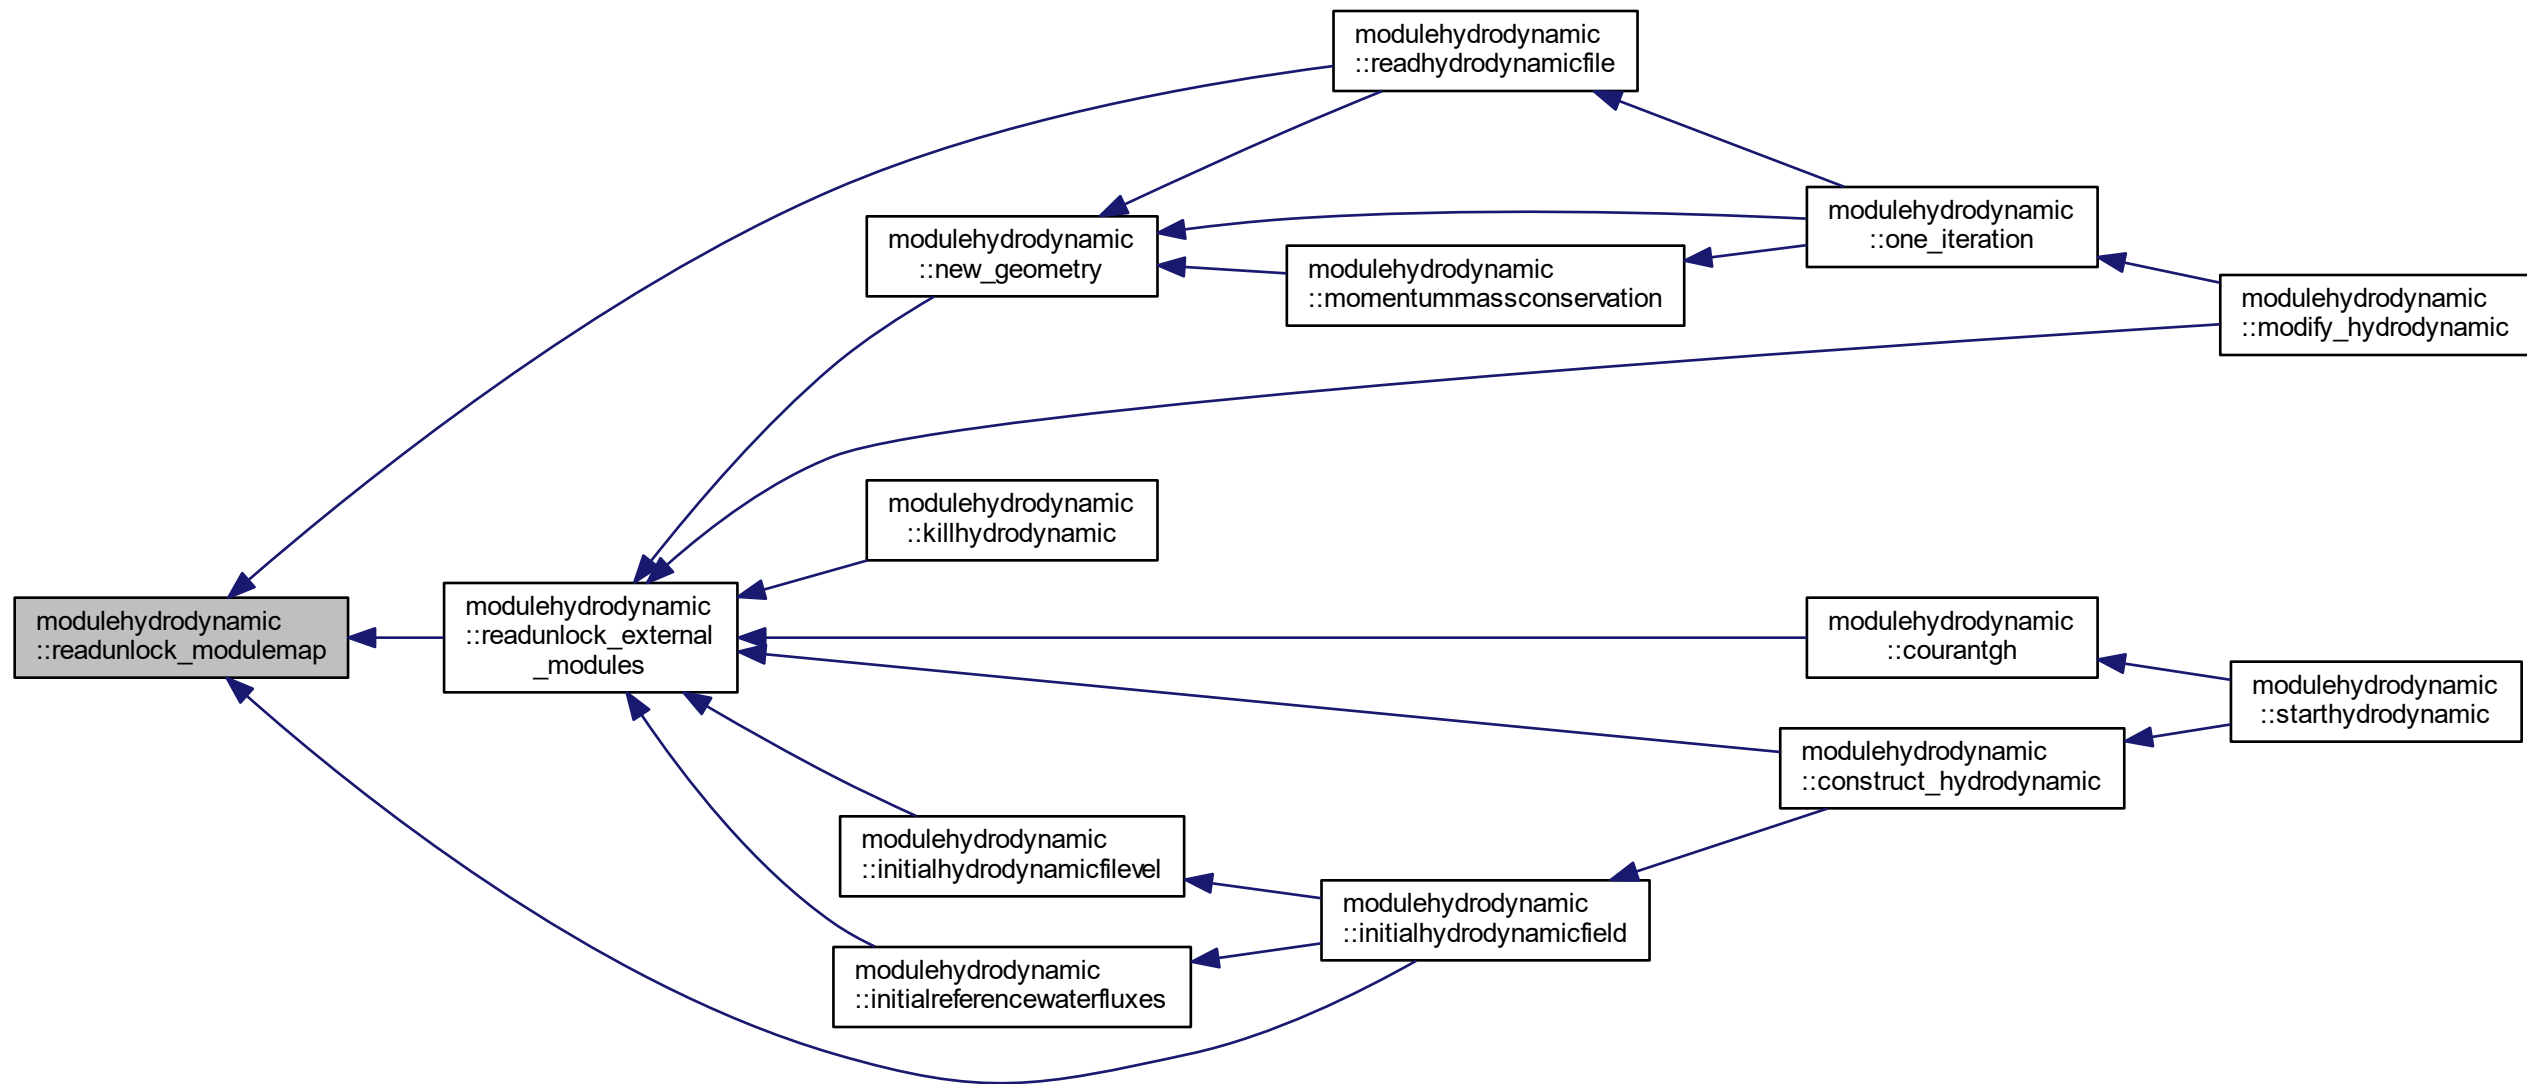 modulehydrodynamic
::readhydrodynamicfile
modulehydrodynamic
::one_iteration
modulehydrodynamic
::new_geometry
modulehydrodynamic
::momentummassconservation
modulehydrodynamic
::modify_hydrodynamic
modulehydrodynamic
::killhydrodynamic
modulehydrodynamic
::readunlock_modulemap
modulehydrodynamic
::readunlock_external
_modules
modulehydrodynamic
::courantgh
modulehydrodynamic
::starthydrodynamic
modulehydrodynamic
::construct_hydrodynamic
modulehydrodynamic
::initialhydrodynamicfilevel
modulehydrodynamic
::initialhydrodynamicfield
modulehydrodynamic
::initialreferencewaterfluxes